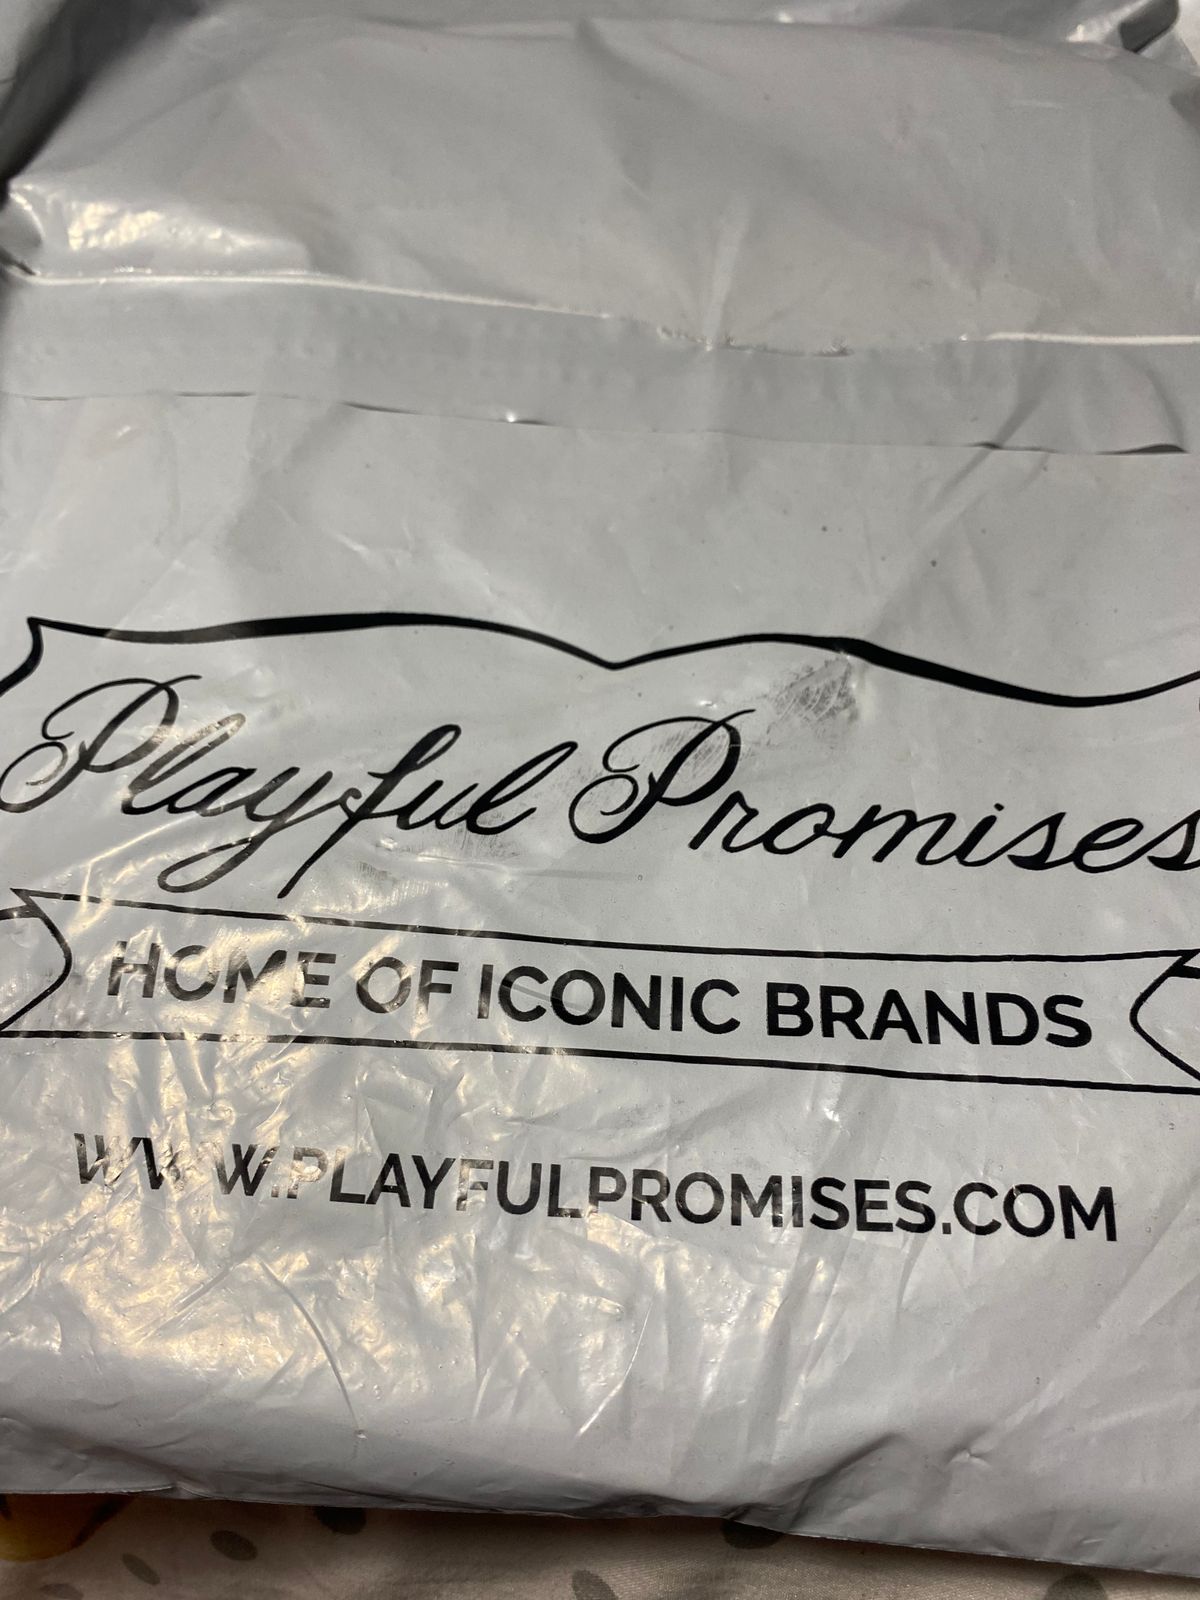 Playful Promises
HOME OF ICONIC BRANDS
WWW.PLAYFULPROMISES.COM